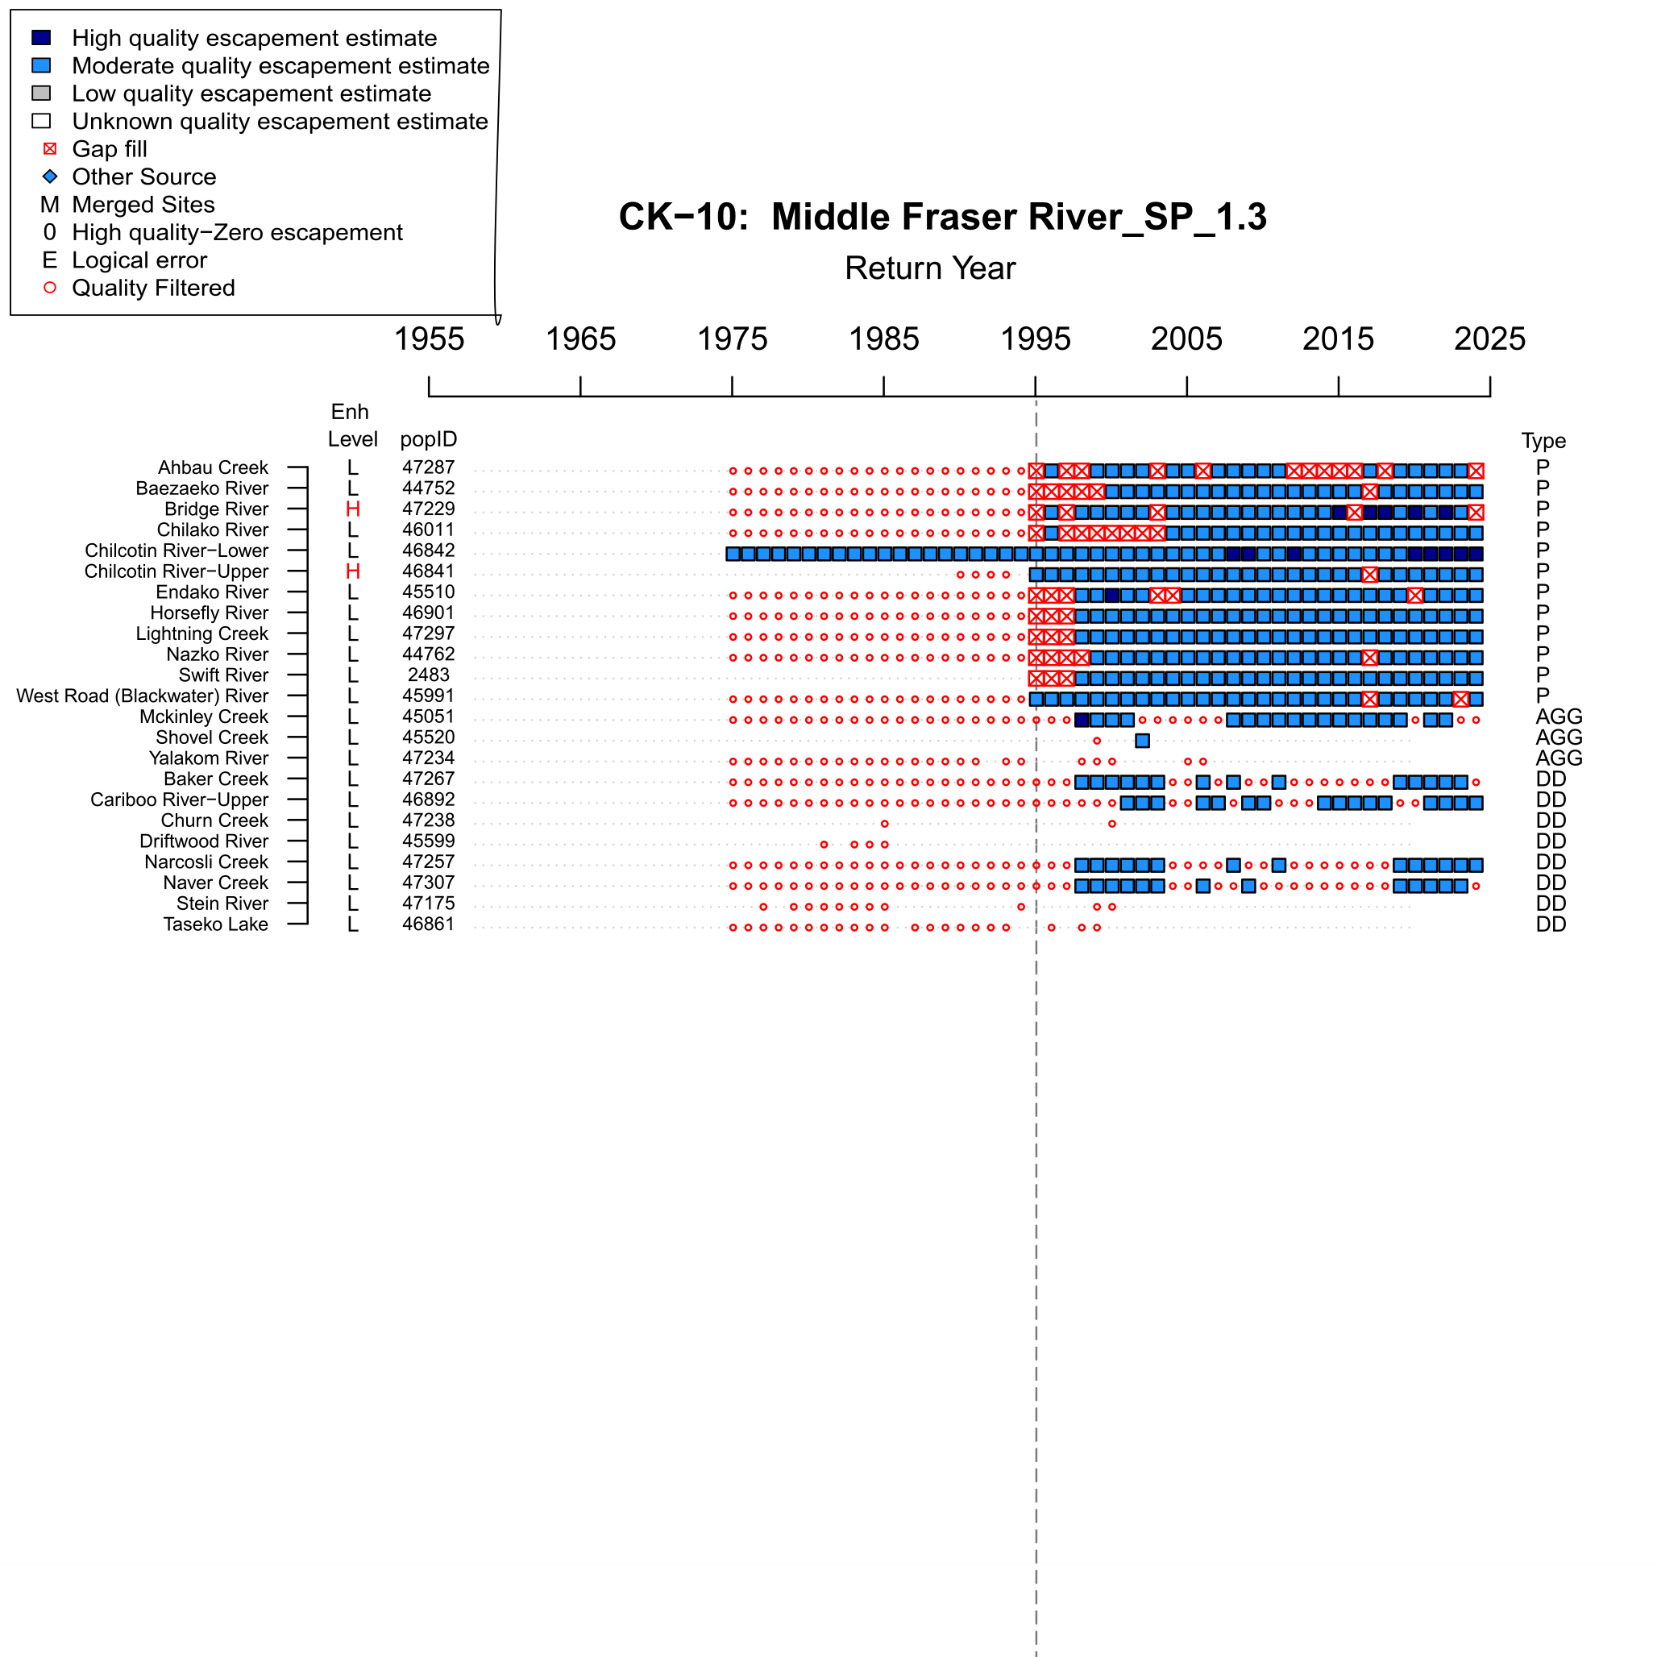 High quality escapement estimate
Moderate quality escapement estimate
Low quality escapement estimate
Unknown quality escapement estimate
Gap fill
Other Source
M Merged Sites
0 High quality−Zero escapement
E Logical error
Quality Filtered
CK−10: Middle Fraser River_SP_1.3
Return Year
1955 1965 1975 1985 1995 2005 2015 2025
Enh
Level popID Type
Ahbau Creek L 47287 P
Baezaeko River L 44752 P
Bridge River H 47229 P
Chilako River L 46011 P
Chilcotin River−Lower L 46842 P
Chilcotin River−Upper H 46841 P
Endako River L 45510 P
Horsefly River L 46901 P
Lightning Creek L 47297 P
Nazko River L 44762 P
Swift River L 2483 P
West Road (Blackwater) River L 45991 P
Mckinley Creek L 45051 AGG
Shovel Creek L 45520 AGG
Yalakom River L 47234 AGG
Baker Creek L 47267 DD
Cariboo River−Upper L 46892 DD
Churn Creek L 47238 DD
Driftwood River L 45599 DD
Narcosli Creek L 47257 DD
Naver Creek L 47307 DD
Stein River L 47175 DD
Taseko Lake L 46861 DD